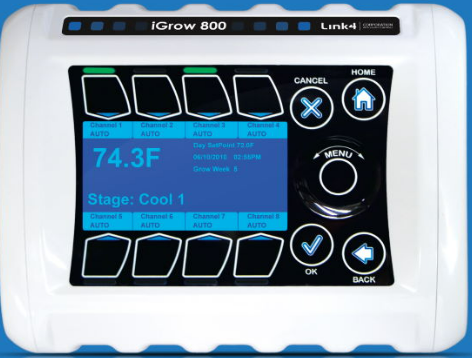 iGrow 800
Link4 CORPORATION
CANCEL
HOME
Channel 1 Channel 2 Channel 3 Channel 4
AUTO AUTO AUTO AUTO
74.3F
Day SetPoint 73.0F
06/10/2010 02:58PM
Grow Week 5
Stage: Cool 1
MENU
Channel 5 Channel 6 Channel 7 Channel 8
AUTO AUTO AUTO AUTO
OK
BACK